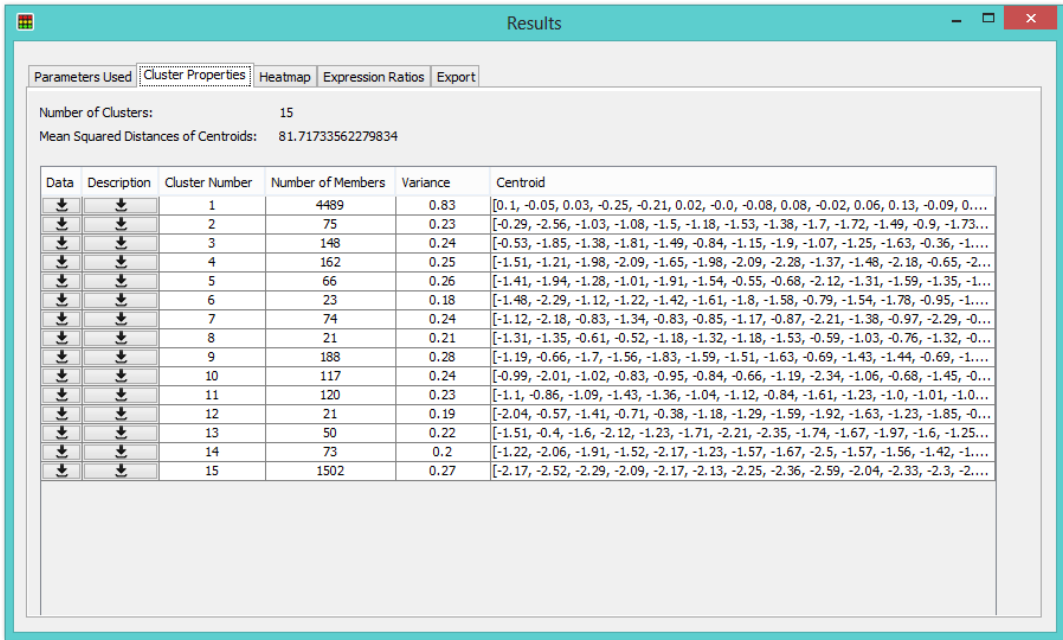 Results
Parameters Used Cluster Properties Heatmap Expression Ratios Export
Number of Clusters: 15
Mean Squared Distances of Centroids: 81.71733562279834
Data Description Cluster Number Number of Members Variance Centroid
1 4489 0.83 [0.1, -0.05, 0.03, -0.25, -0.21, 0.02, -0.0, -0.08, 0.08, -0.02, 0.06, 0.13, -0.09, 0....
2 75 0.23 [-0.29, -2.56, -1.03, -1.08, -1.5, -1.18, -1.53, -1.38, -1.7, -1.72, -1.49, -0.9, -1.73...
3 148 0.24 [-0.53, -1.85, -1.38, -1.81, -1.49, -0.84, -1.15, -1.9, -1.07, -1.25, -1.63, -0.36, -1....
4 162 0.25 [-1.51, -1.21, -1.98, -2.09, -1.65, -1.98, -2.09, -2.28, -1.37, -1.48, -2.18, -0.65, -2...
5 66 0.26 [-1.41, -1.94, -1.28, -1.01, -1.91, -1.54, -0.55, -0.68, -2.12, -1.31, -1.59, -1.35, -1...
6 23 0.18 [-1.48, -2.29, -1.12, -1.22, -1.42, -1.61, -1.8, -1.58, -0.79, -1.54, -1.78, -0.95, -1....
7 74 0.24 [-1.12, -2.18, -0.83, -1.34, -0.83, -0.85, -1.17, -0.87, -2.21, -1.38, -0.97, -2.29, -0...
8 21 0.21 [-1.31, -1.35, -0.61, -0.52, -1.18, -1.32, -1.18, -1.53, -0.59, -1.03, -0.76, -1.32, -0...
9 188 0.28 [-1.19, -0.66, -1.7, -1.56, -1.83, -1.59, -1.51, -1.63, -0.69, -1.43, -1.44, -0.69, -1....
10 117 0.24 [-0.99, -2.01, -1.02, -0.83, -0.95, -0.84, -0.66, -1.19, -2.34, -1.06, -0.68, -1.45, -0...
11 120 0.23 [-1.1, -0.86, -1.09, -1.43, -1.36, -1.04, -1.12, -0.84, -1.61, -1.23, -1.0, -1.01, -1.0...
12 21 0.19 [-2.04, -0.57, -1.41, -0.71, -0.38, -1.18, -1.29, -1.59, -1.92, -1.63, -1.23, -1.85, -0...
13 50 0.22 [-1.51, -0.4, -1.6, -2.12, -1.23, -1.71, -2.21, -2.35, -1.74, -1.67, -1.97, -1.6, -1.25...
14 73 0.2 [-1.22, -2.06, -1.91, -1.52, -2.17, -1.23, -1.57, -1.67, -2.5, -1.57, -1.56, -1.42, -1....
15 1502 0.27 [-2.17, -2.52, -2.29, -2.09, -2.17, -2.13, -2.25, -2.36, -2.59, -2.04, -2.33, -2.3, -2....